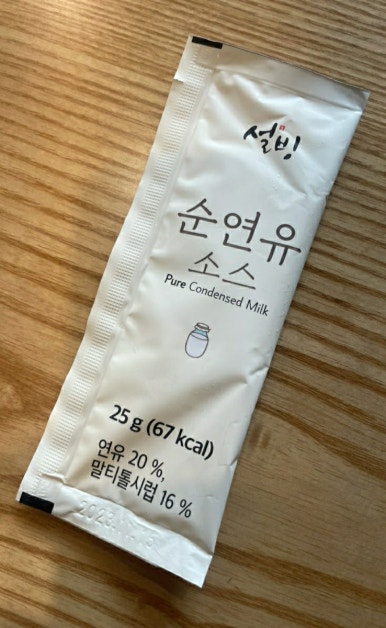 설빙
순연유
소스
Pure Condensed Milk
25 g (67 kcal)
연유 20 %,
말티톨시럽 16 %